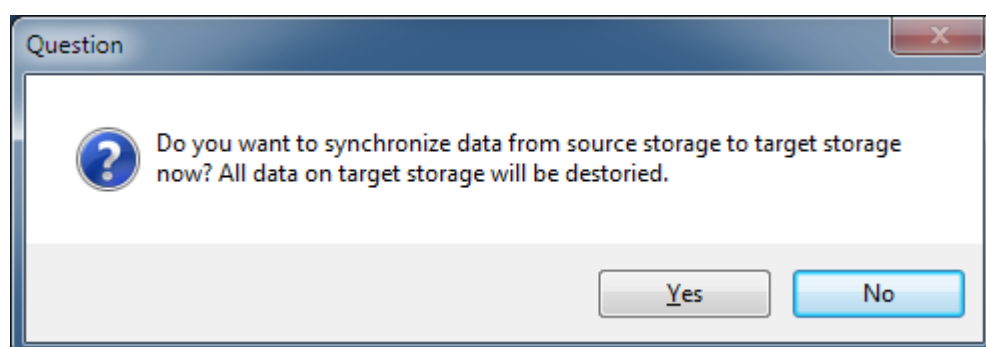 Question
Do you want to synchronize data from source storage to target storage
now? All data on target storage will be destoried.
Yes
No